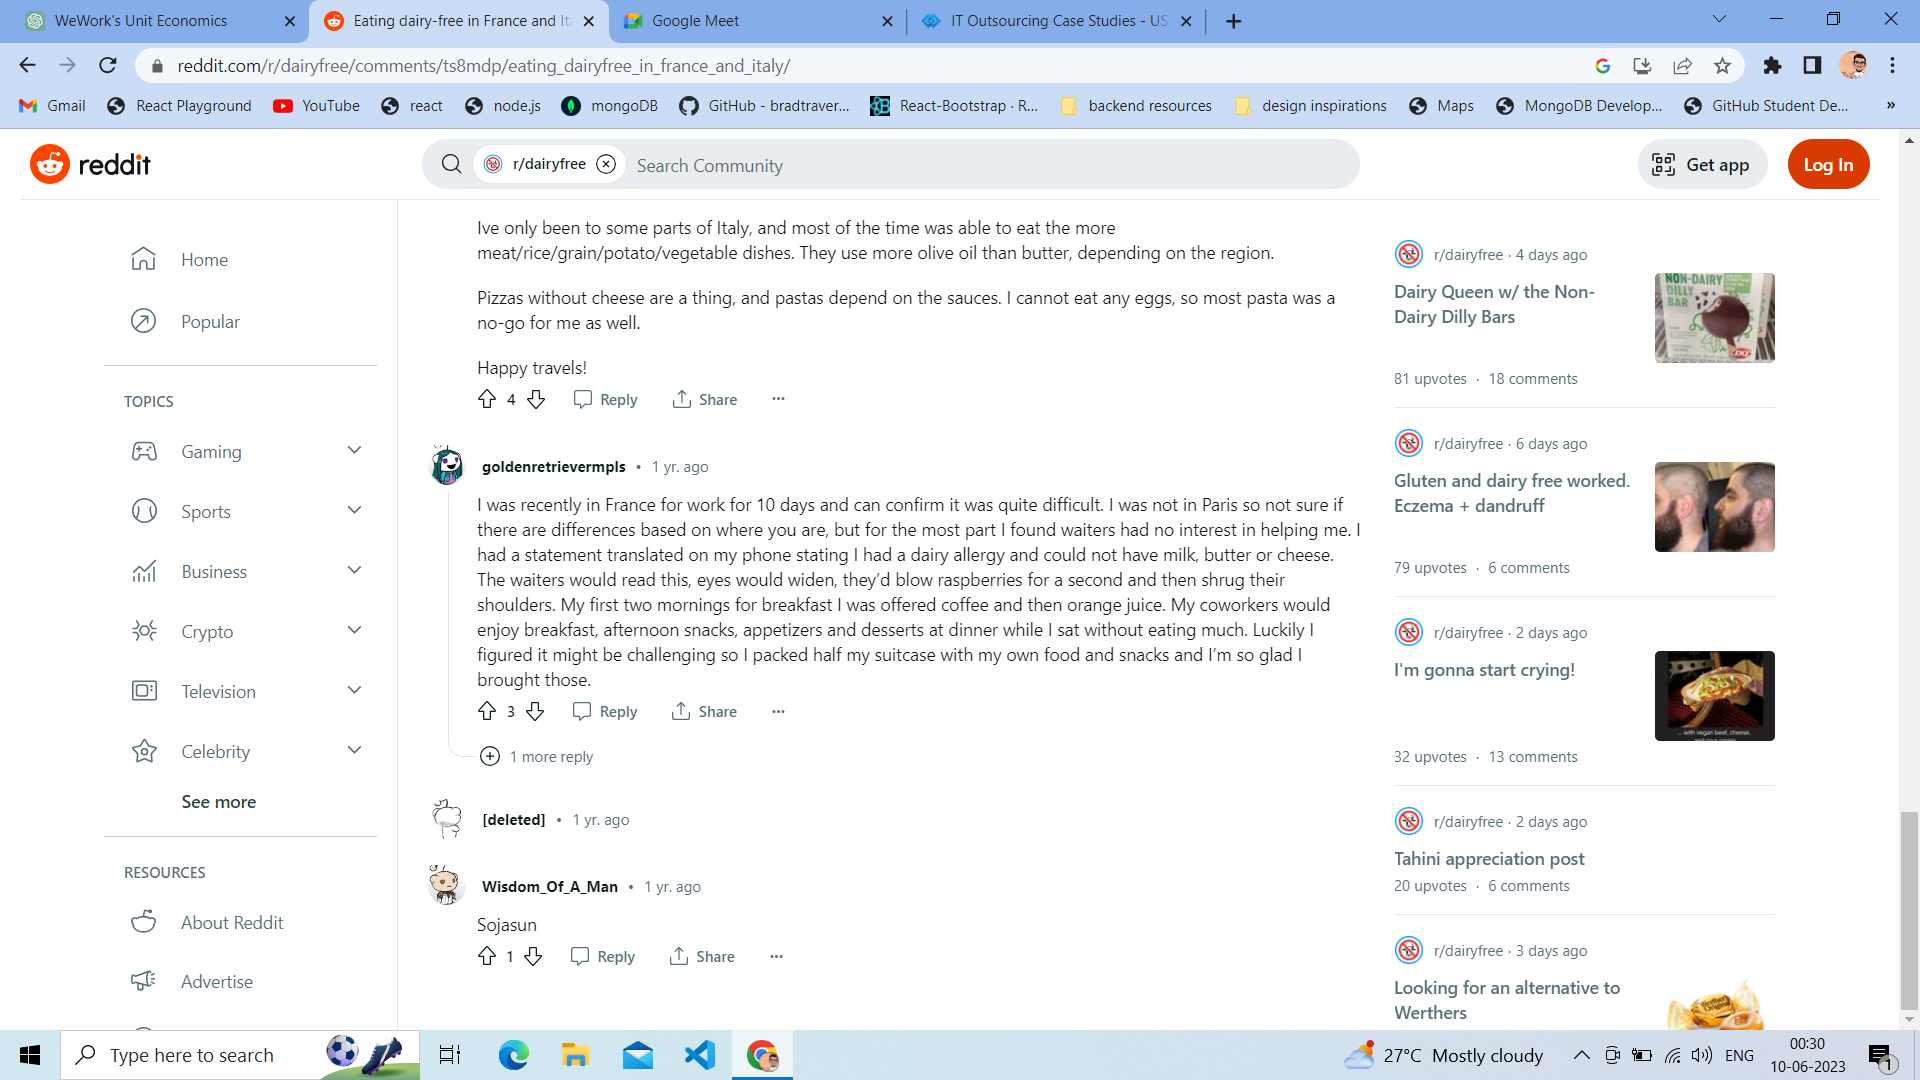 WeWork's Unit Economics
Eating dairy-free in France and Ita
Google Meet
IT Outsourcing Case Studies - US
reddit.com/r/dairyfree/comments/ts8mdp/eating_dairyfree_in_france_and_italy/
Gmail
React Playground
YouTube
react
node.js
mongoDB
GitHub - bradtraver...
React-Bootstrap · R...
backend resources
design inspirations
Maps
MongoDB Develop...
GitHub Student De...
»
reddit
r/dairyfree
Search Community
Get app
Log In
Home
Popular
TOPICS
Gaming
Sports
Business
Crypto
Television
Celebrity
See more
RESOURCES
About Reddit
Advertise
Ive only been to some parts of Italy, and most of the time was able to eat the more
meat/rice/grain/potato/vegetable dishes. They use more olive oil than butter, depending on the region.
Pizzas without cheese are a thing, and pastas depend on the sauces. I cannot eat any eggs, so most pasta was a
no-go for me as well.
Happy travels!
4 Reply Share ...
goldenretrievermpls • 1 yr. ago
I was recently in France for work for 10 days and can confirm it was quite difficult. I was not in Paris so not sure if
there are differences based on where you are, but for the most part I found waiters had no interest in helping me. I
had a statement translated on my phone stating I had a dairy allergy and could not have milk, butter or cheese.
The waiters would read this, eyes would widen, they’d blow raspberries for a second and then shrug their
shoulders. My first two mornings for breakfast I was offered coffee and then orange juice. My coworkers would
enjoy breakfast, afternoon snacks, appetizers and desserts at dinner while I sat without eating much. Luckily I
figured it might be challenging so I packed half my suitcase with my own food and snacks and I’m so glad I
brought those.
3 Reply Share ...
1 more reply
[deleted] • 1 yr. ago
Wisdom_Of_A_Man • 1 yr. ago
Sojasun
1 Reply Share ...
r/dairyfree · 4 days ago
Dairy Queen w/ the Non-
Dairy Dilly Bars
NON-DAIRY
DILLY
BAR
DQ
81 upvotes · 18 comments
r/dairyfree · 6 days ago
Gluten and dairy free worked.
Eczema + dandruff
79 upvotes · 6 comments
r/dairyfree · 2 days ago
I'm gonna start crying!
... with vegan beef, cheese,
32 upvotes · 13 comments
r/dairyfree · 2 days ago
Tahini appreciation post
20 upvotes · 6 comments
r/dairyfree · 3 days ago
Looking for an alternative to
Werthers
Type here to search
27°C Mostly cloudy
ENG
00:30
10-06-2023
1